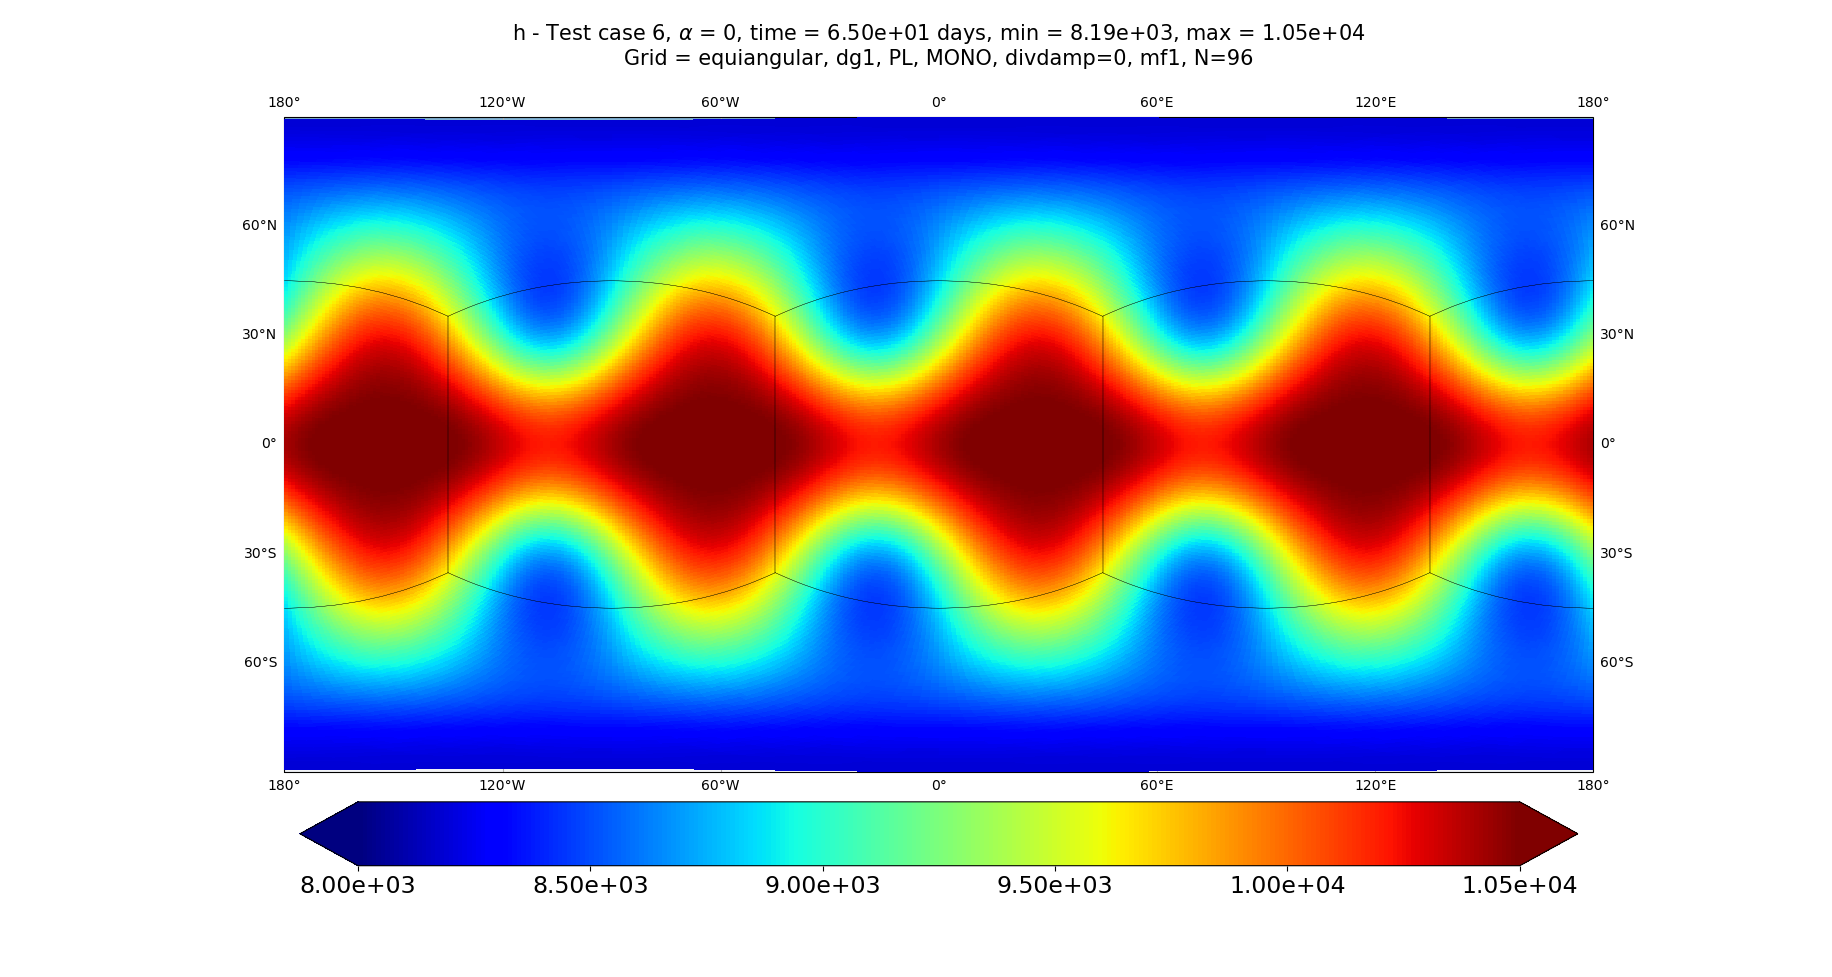 h - Test case 6, α = 0, time = 6.50e+01 days, min = 8.19e+03, max = 1.05e+04
Grid = equiangular, dg1, PL, MONO, divdamp=0, mf1, N=96
180° 120°W 60°W 0° 60°E 120°E 180°
60°N 60°N
30°N 30°N
0° 0°
30°S 30°S
60°S 60°S
180° 120°W 60°W 0° 60°E 120°E 180°
8.00e+03 8.50e+03 9.00e+03 9.50e+03 1.00e+04 1.05e+04